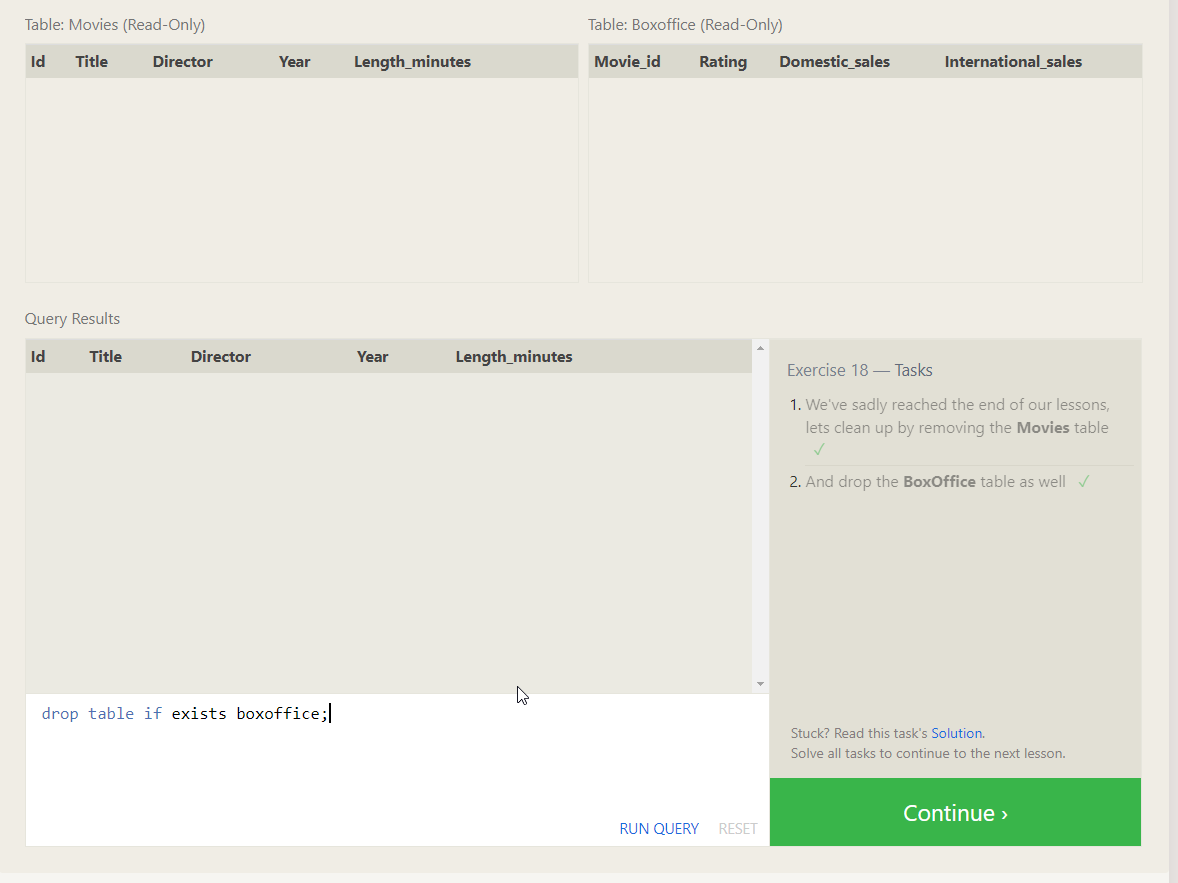 Table: Movies (Read-Only)
Table: Boxoffice (Read-Only)
Id Title Director Year Length_minutes
Movie_id Rating Domestic_sales International_sales
Query Results
Id Title Director Year Length_minutes
Exercise 18 — Tasks
1. We've sadly reached the end of our lessons,
lets clean up by removing the Movies table
✓
2. And drop the BoxOffice table as well ✓
drop table if exists boxoffice;
RUN QUERY RESET
Stuck? Read this task's Solution.
Solve all tasks to continue to the next lesson.
Continue ›